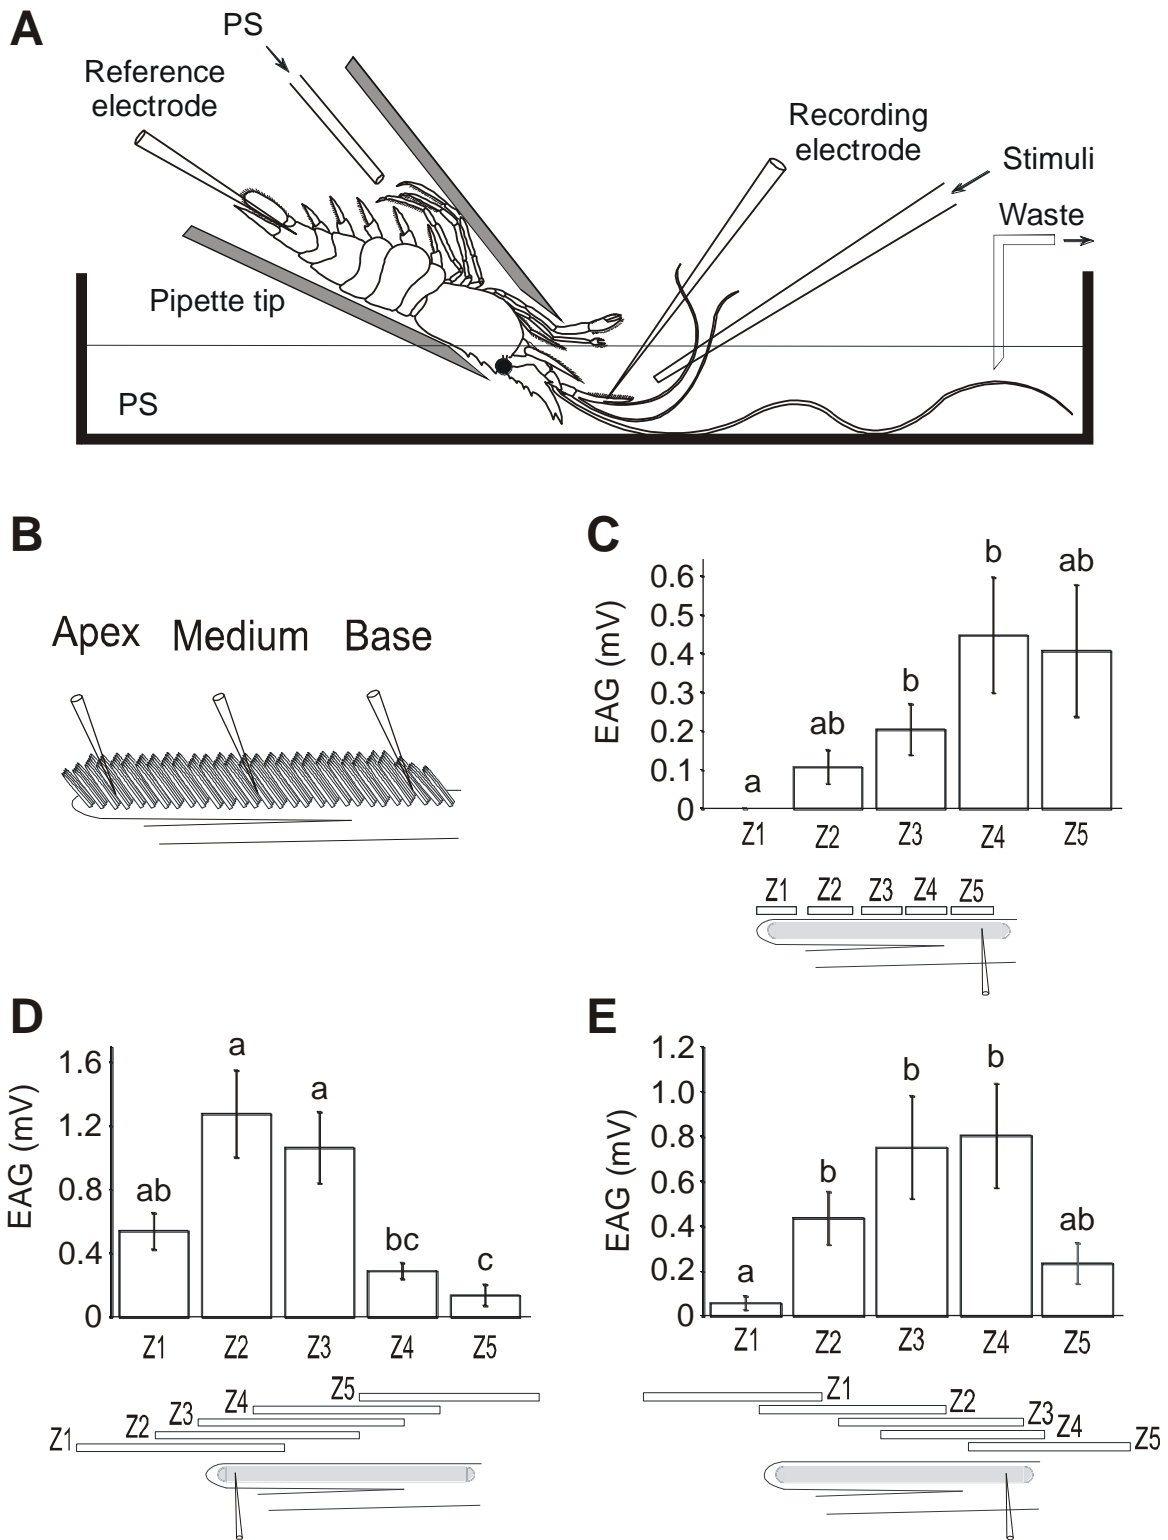 A
PS
Reference
electrode
Recording
electrode
Stimuli
Waste
Pipette tip
PS
B
Apex Medium Base
C
EAG (mV)
0.6
0.5
0.4
0.3
0.2
0.1
0
a
ab
b
b
ab
Z1 Z2 Z3 Z4 Z5
Z1 Z2 Z3 Z4 Z5
D
EAG (mV)
1.6
1.2
0.8
0.4
0
ab
a
a
bc
c
Z1 Z2 Z3 Z4 Z5
Z5
Z4
Z3
Z2
Z1
E
EAG (mV)
1.2
1.0
0.8
0.6
0.4
0.2
0
a
b
b
b
ab
Z1 Z2 Z3 Z4 Z5
Z1
Z2
Z3
Z4
Z5